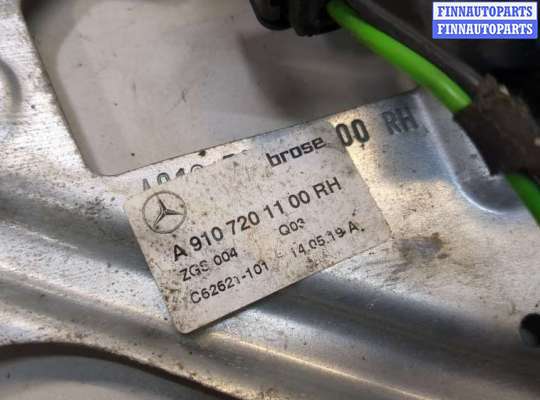 FINNAUTOPARTS
FINNAUTOPARTS
00 RH
brose
A 910 720 11 00 RH
ZGS 004 Q03
C62621-101 14.05.19 A